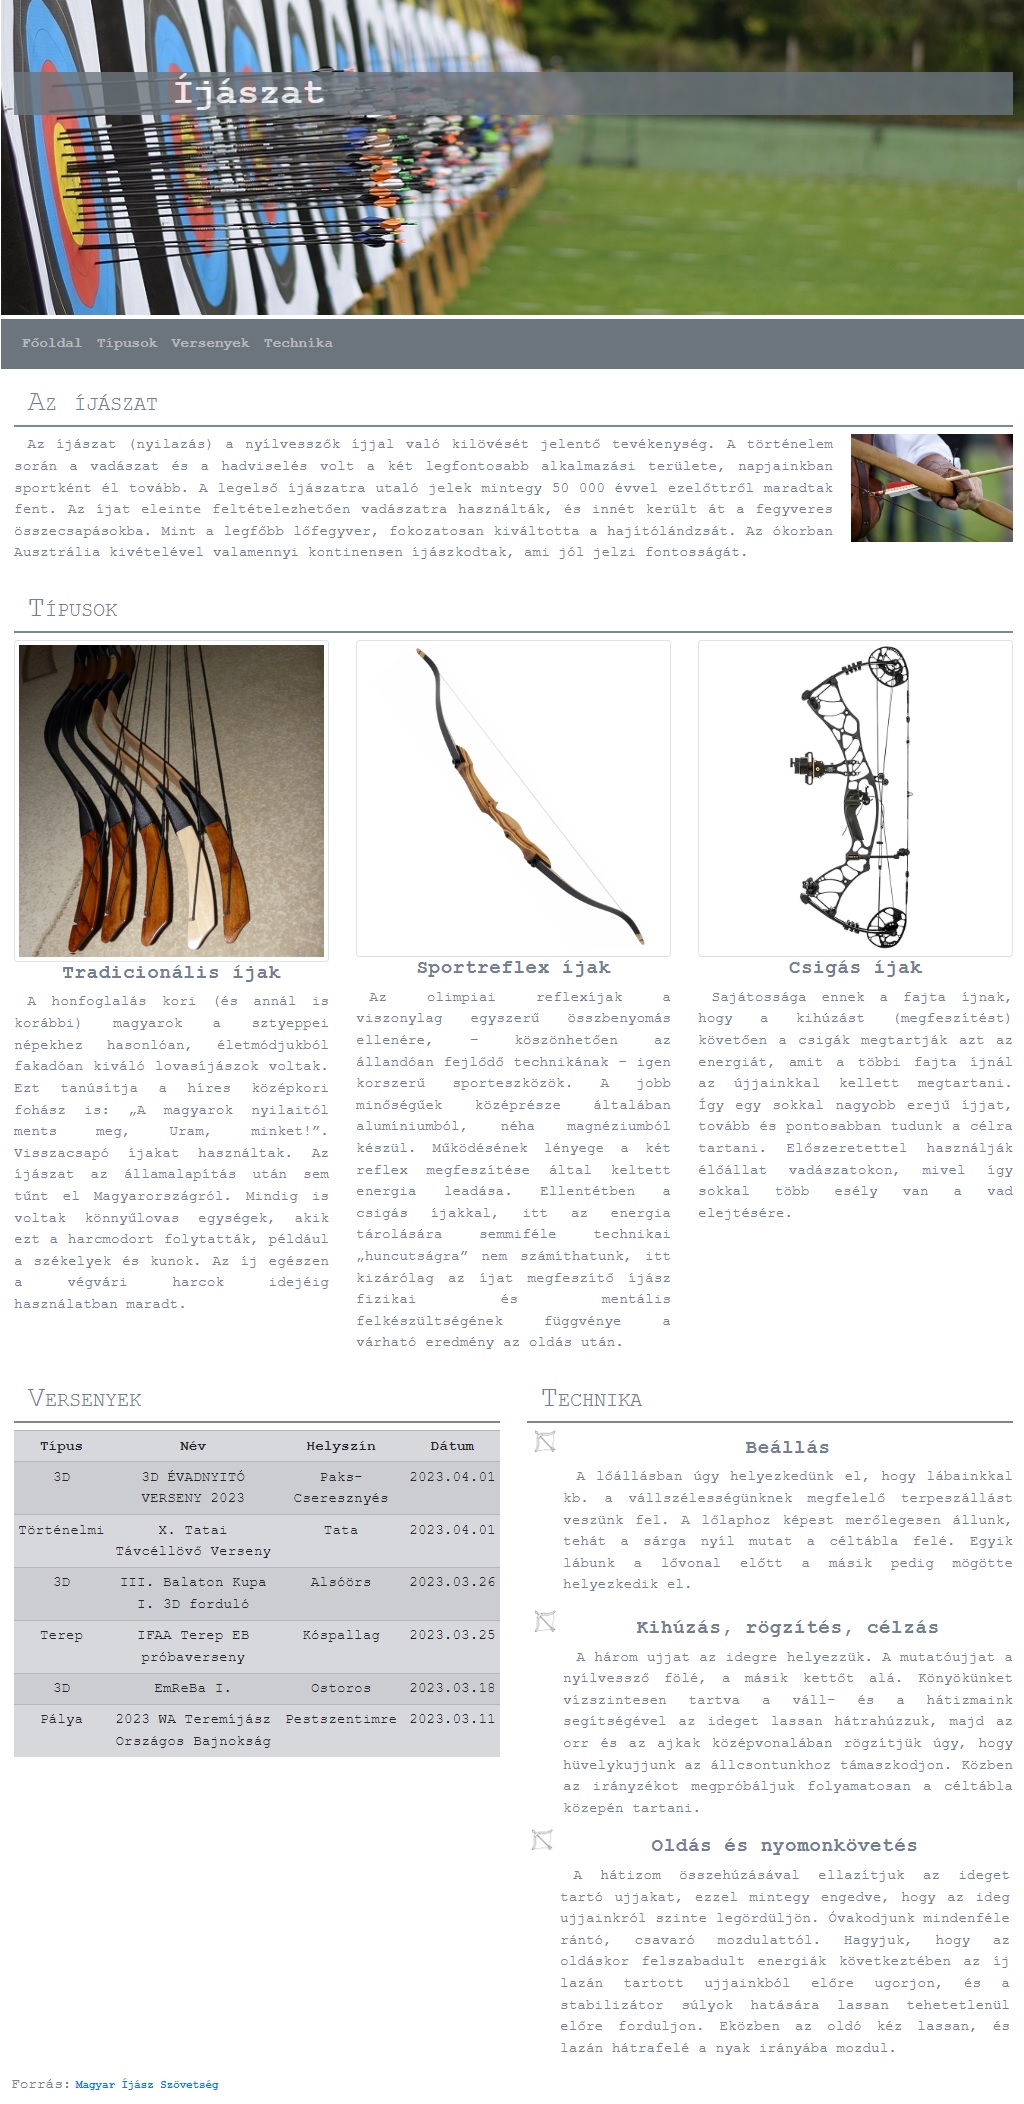 Íjászat
Főoldal Típusok Versenyek Technika
Az íjászat
Az íjászat (nyilazás) a nyílvesszők íjjal való kilövését jelentő tevékenység. A történelem
során a vadászat és a hadviselés volt a két legfontosabb alkalmazási területe, napjainkban
sportként él tovább. A legelső íjászatra utaló jelek mintegy 50 000 évvel ezelőttről maradtak
fent. Az íjat eleinte feltételezhetően vadászatra használták, és innét került át a fegyveres
összecsapásokba. Mint a legfőbb lőfegyver, fokozatosan kiváltotta a hajítólándzsát. Az ókorban
Ausztrália kivételével valamennyi kontinensen íjászkodtak, ami jól jelzi fontosságát.
Típusok
Tradicionális íjak
A honfoglalás kori (és annál is
korábbi) magyarok a sztyeppei
népekhez hasonlóan, életmódjukból
fakadóan kiváló lovasíjászok voltak.
Ezt tanúsítja a híres középkori
fohász is: „A magyarok nyilaitól
ments meg, Uram, minket!”.
Visszacsapó íjakat használtak. Az
íjászat az államalapítás után sem
tűnt el Magyarországról. Mindig is
voltak könnyűlovas egységek, akik
ezt a harcmodort folytatták, például
a székelyek és kunok. Az íj egészen
a végvári harcok idejéig
használatban maradt.
Sportreflex íjak
Az olimpiai reflexíjak a
viszonylag egyszerű összbenyomás
ellenére, – köszönhetően az
állandóan fejlődő technikának – igen
korszerű sporteszközök. A jobb
minőségűek középrésze általában
alumíniumból, néha magnéziumból
készül. Működésének lényege a két
reflex megfeszítése által keltett
energia leadása. Ellentétben a
csigás íjakkal, itt az energia
tárolására semmiféle technikai
„huncutságra” nem számíthatunk, itt
kizárólag az íjat megfeszítő íjász
fizikai és mentális
felkészültségének függvénye a
várható eredmény az oldás után.
Csigás íjak
Sajátossága ennek a fajta íjnak,
hogy a kihúzást (megfeszítést)
követően a csigák megtartják azt az
energiát, amit a többi fajta íjnál
az újjainkkal kellett megtartani.
Így egy sokkal nagyobb erejű íjjat,
tovább és pontosabban tudunk a célra
tartani. Előszeretettel használják
élőállat vadászatokon, mivel így
sokkal több esély van a vad
elejtésére.
Versenyek
Típus Név Helyszín Dátum
3D 3D ÉVADNYITÓ Paks- 2023.04.01
VERSENY 2023 Cseresznyés
Történelmi X. Tatai Tata 2023.04.01
Távcéllövő Verseny
3D III. Balaton Kupa Alsóörs 2023.03.26
I. 3D forduló
Terep IFAA Terep EB Kóspallag 2023.03.25
próbaverseny
3D EmReBa I. Ostoros 2023.03.18
Pálya 2023 WA Teremíjász Pestszentimre 2023.03.11
Országos Bajnokság
Technika
Beállás
A lőállásban úgy helyezkedünk el, hogy lábainkkal
kb. a vállszélességünknek megfelelő terpeszállást
veszünk fel. A lőlaphoz képest merőlegesen állunk,
tehát a sárga nyíl mutat a céltábla felé. Egyik
lábunk a lővonal előtt a másik pedig mögötte
helyezkedik el.
Kihúzás, rögzítés, célzás
A három ujjat az idegre helyezzük. A mutatóujjat a
nyílvessző fölé, a másik kettőt alá. Könyökünket
vízszintesen tartva a váll- és a hátizmaink
segítségével az ideget lassan hátrahúzzuk, majd az
orr és az ajkak középvonalában rögzítjük úgy, hogy
hüvelykujjunk az állcsontunkhoz támaszkodjon. Közben
az irányzékot megpróbáljuk folyamatosan a céltábla
közepén tartani.
Oldás és nyomonkövetés
A hátizom összehúzásával ellazítjuk az ideget
tartó ujjakat, ezzel mintegy engedve, hogy az ideg
ujjainkról szinte legördüljön. Óvakodjunk mindenféle
rántó, csavaró mozdulattól. Hagyjuk, hogy az
oldáskor felszabadult energiák következtében az íj
lazán tartott ujjainkból előre ugorjon, és a
stabilizátor súlyok hatására lassan tehetetlenül
előre forduljon. Eközben az oldó kéz lassan, és
lazán hátrafelé a nyak irányába mozdul.
Forrás: Magyar Íjász Szövetség